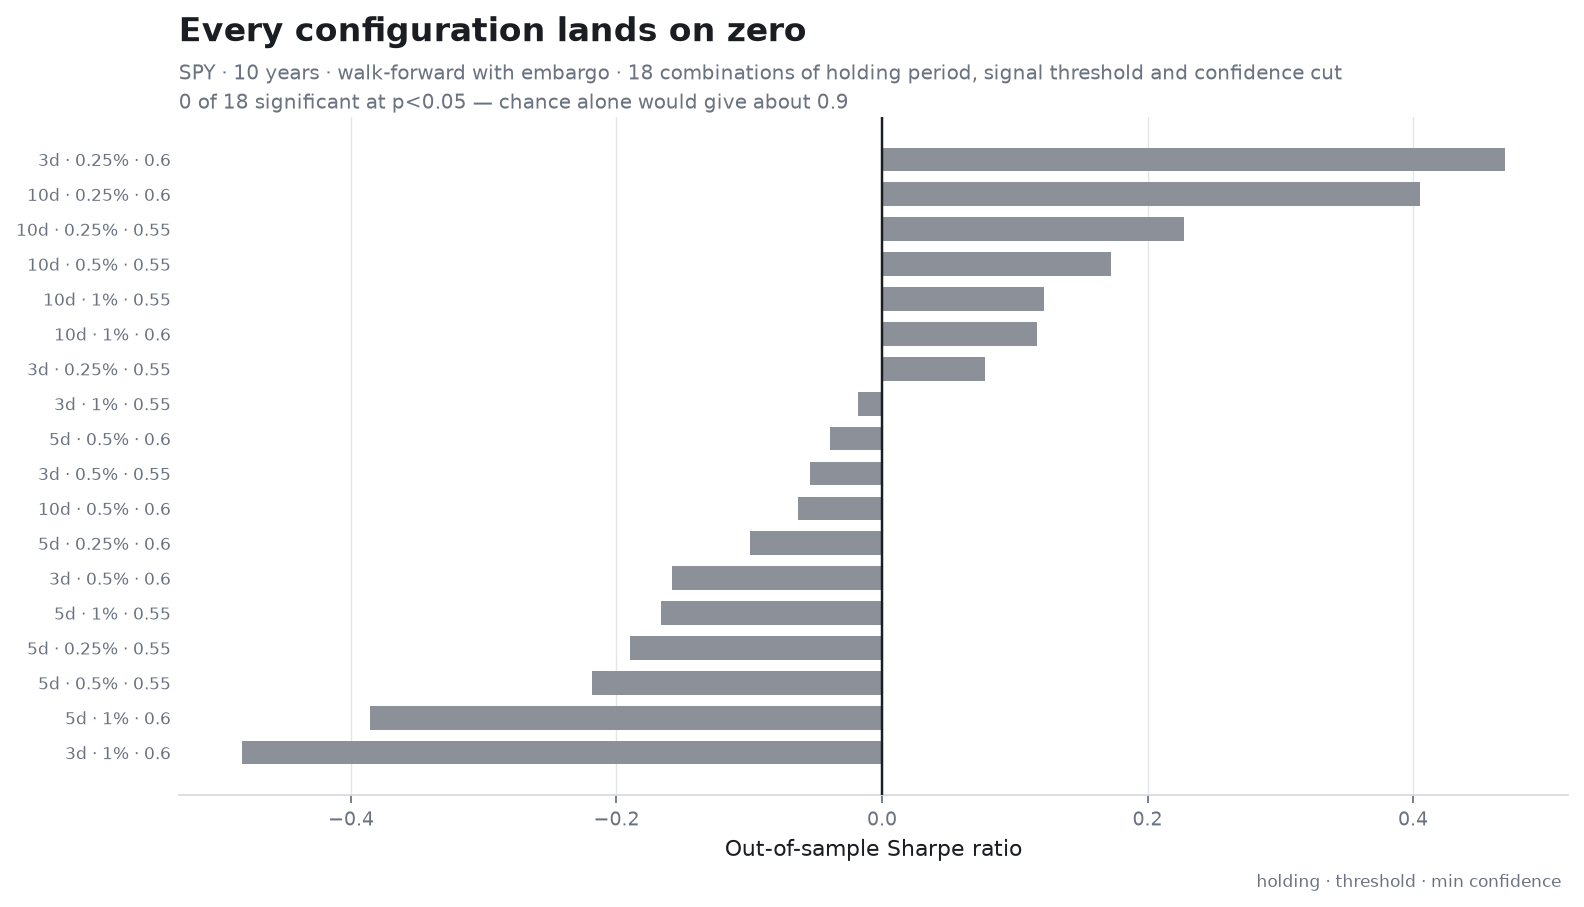 Every configuration lands on zero
SPY · 10 years · walk-forward with embargo · 18 combinations of holding period, signal threshold and confidence cut
0 of 18 significant at p<0.05 — chance alone would give about 0.9
3d · 0.25% · 0.6
10d · 0.25% · 0.6
10d · 0.25% · 0.55
10d · 0.5% · 0.55
10d · 1% · 0.55
10d · 1% · 0.6
3d · 0.25% · 0.55
3d · 1% · 0.55
5d · 0.5% · 0.6
3d · 0.5% · 0.55
10d · 0.5% · 0.6
5d · 0.25% · 0.6
3d · 0.5% · 0.6
5d · 1% · 0.55
5d · 0.25% · 0.55
5d · 0.5% · 0.55
5d · 1% · 0.6
3d · 1% · 0.6
−0.4 −0.2 0.0 0.2 0.4
Out-of-sample Sharpe ratio
holding · threshold · min confidence